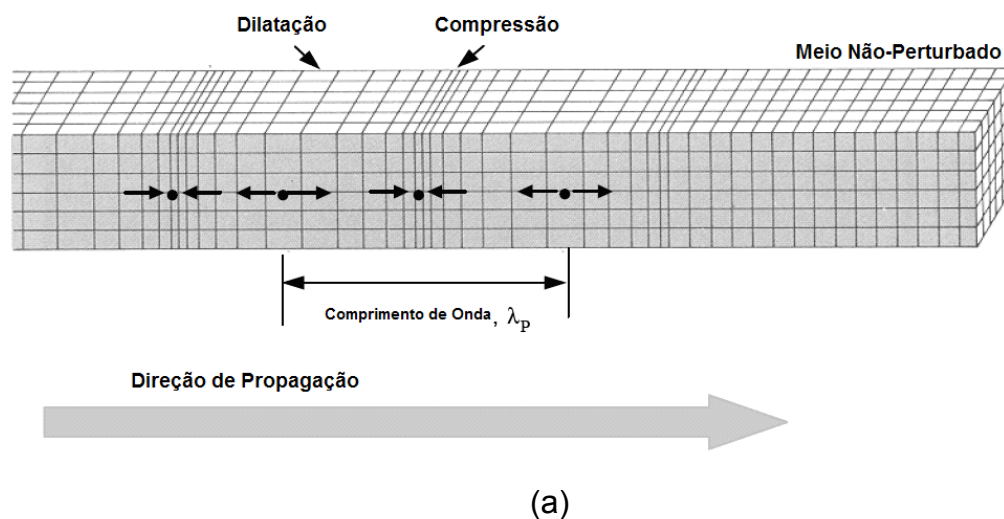 Dilatação
Compressão
Meio Não-Perturbado
Comprimento de Onda, λp
Direção de Propagação
(a)